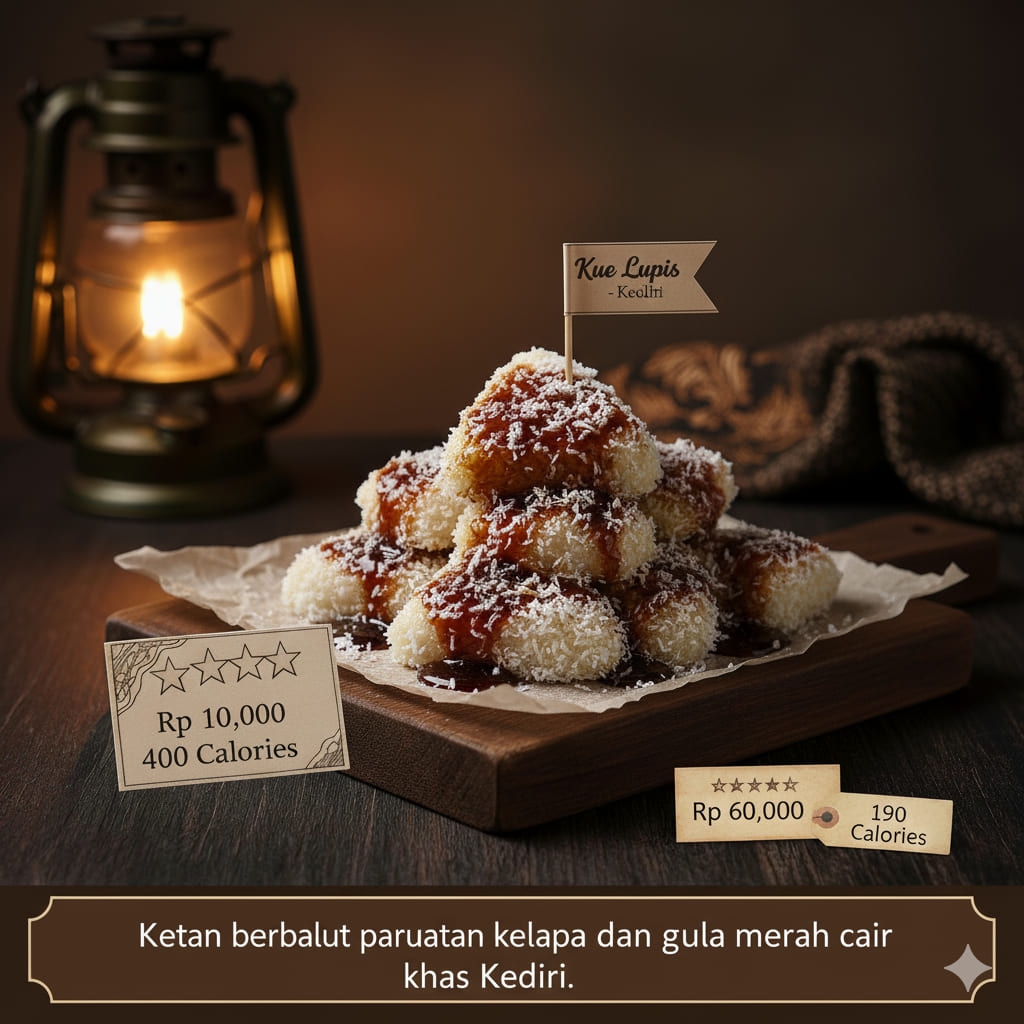 Kue Lupis
- Keditri
☆☆☆☆
Rp 10,000
400 Calories
☆☆☆☆☆
Rp 60,000
190
Calories
Ketan berbalut paruatan kelapa dan gula merah cair
khas Kediri.